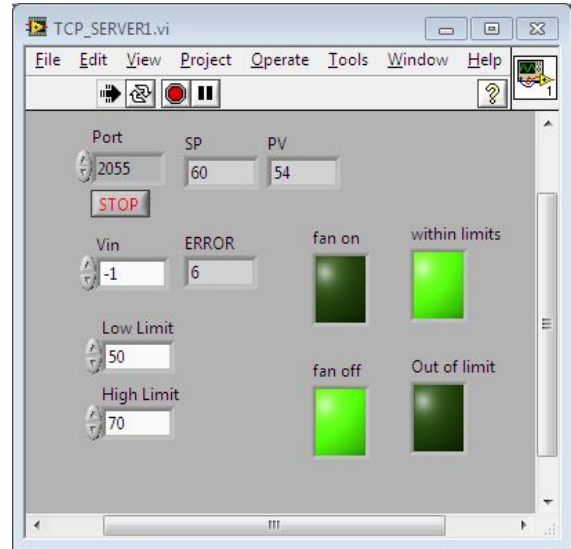 TCP_SERVER1.vi
File Edit View Project Operate Tools Window Help
1
Port SP PV
2055 60 54
STOP
Vin ERROR fan on within limits
-1 6
Low Limit
50
fan off Out of limit
High Limit
70